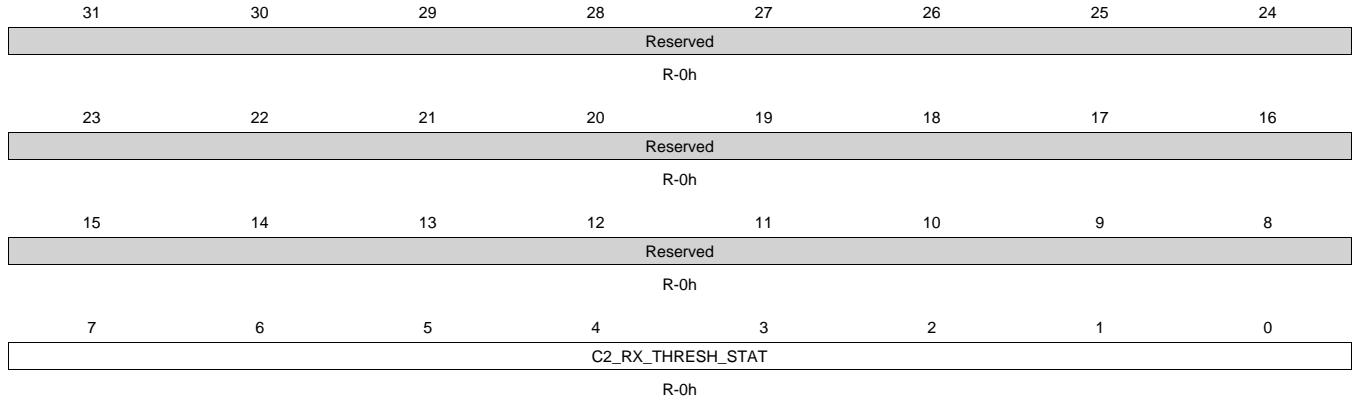 31 30 29 28 27 26 25 24
Reserved
R-0h
23 22 21 20 19 18 17 16
Reserved
R-0h
15 14 13 12 11 10 9 8
Reserved
R-0h
7 6 5 4 3 2 1 0
C2_RX_THRESH_STAT
R-0h